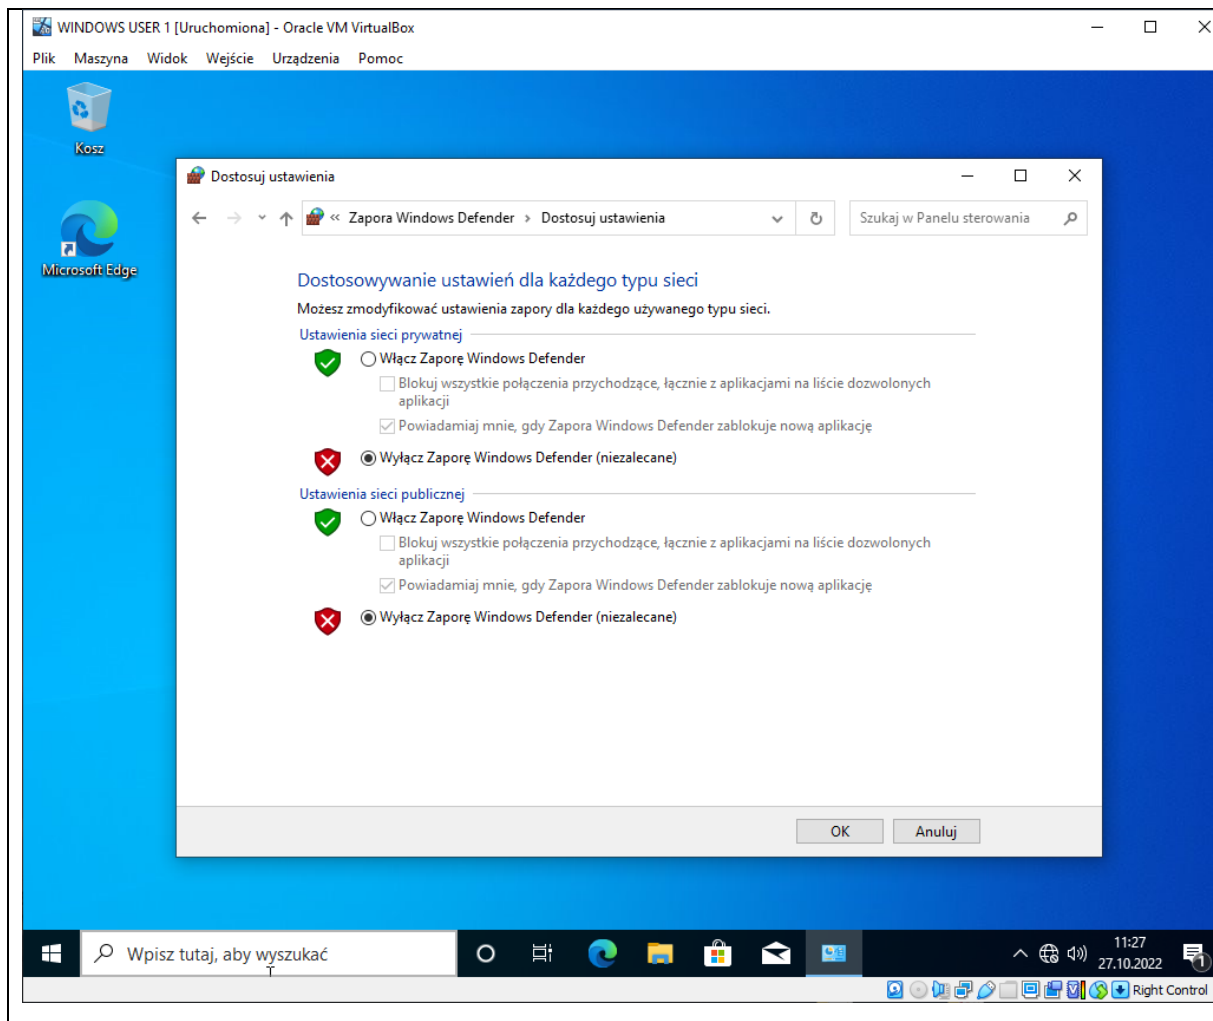 WINDOWS USER 1 [Uruchomiona] - Oracle VM VirtualBox
Plik Maszyna Widok Wejście Urządzenia Pomoc
Kosz
Microsoft Edge
Dostosuj ustawienia
« Zapora Windows Defender › Dostosuj ustawienia
Szukaj w Panelu sterowania
Dostosowywanie ustawień dla każdego typu sieci
Możesz zmodyfikować ustawienia zapory dla każdego używanego typu sieci.
Ustawienia sieci prywatnej
Włącz Zaporę Windows Defender
Blokuj wszystkie połączenia przychodzące, łącznie z aplikacjami na liście dozwolonych
aplikacji
Powiadamiaj mnie, gdy Zapora Windows Defender zablokuje nową aplikację
Wyłącz Zaporę Windows Defender (niezalecane)
Ustawienia sieci publicznej
Włącz Zaporę Windows Defender
Blokuj wszystkie połączenia przychodzące, łącznie z aplikacjami na liście dozwolonych
aplikacji
Powiadamiaj mnie, gdy Zapora Windows Defender zablokuje nową aplikację
Wyłącz Zaporę Windows Defender (niezalecane)
OK Anuluj
Wpisz tutaj, aby wyszukać
11:27
27.10.2022
1
Right Control